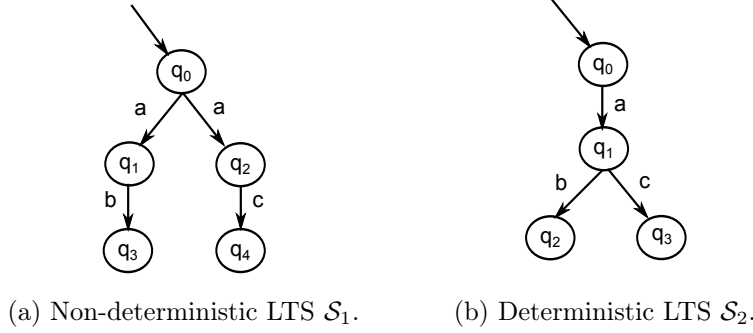 q₀
a
a
q₁
q₂
b
c
q₃
q₄
(a) Non-deterministic LTS 𝒮₁.
q₀
a
q₁
b
c
q₂
q₃
(b) Deterministic LTS 𝒮₂.